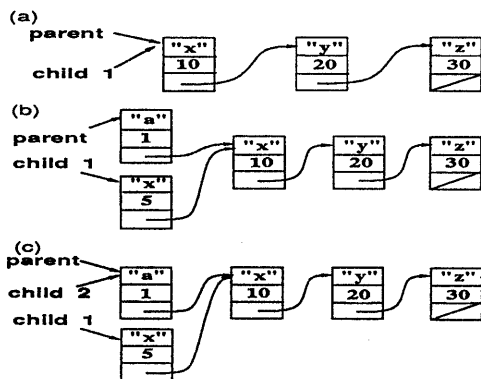 (a)
parent
child 1
"x" "y" "z"
10 20 30
(b)
"a"
1
parent
child 1
"x" "y" "z"
10 20 30
"x"
5
(c)
parent
child 2
child 1
"a" "x" "y" "z"
1 10 20 30
"x"
5